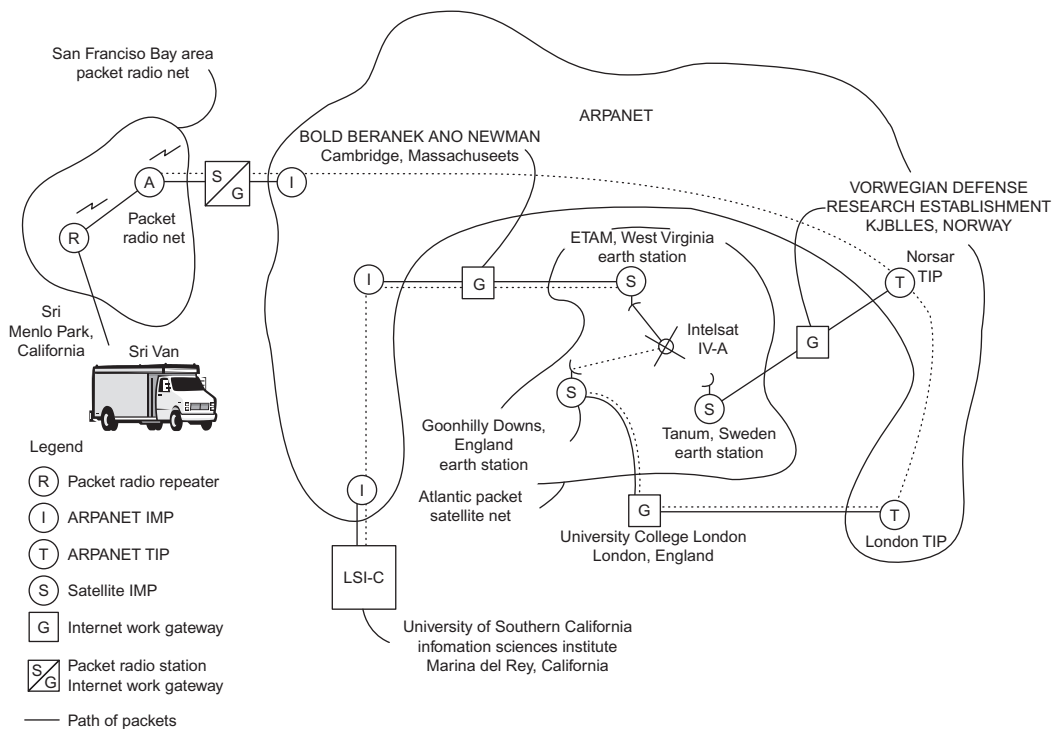 San Franciso Bay area
packet radio net
ARPANET
BOLD BERANEK ANO NEWMAN
Cambridge, Massachuseets
S
G
I
A
Packet
radio net
R
VORWEGIAN DEFENSE
RESEARCH ESTABLISHMENT
KJBLLES, NORWAY
ETAM, West Virginia
earth station
Norsar
TIP
I
G
S
T
Sri
Menlo Park,
California
Sri Van
Intelsat
IV-A
G
S
S
Goonhilly Downs,
England
earth station
Tanum, Sweden
earth station
Atlantic packet
satellite net
I
G
T
University College London
London, England
London TIP
LSI-C
University of Southern California
infomation sciences institute
Marina del Rey, California
Legend
R Packet radio repeater
I ARPANET IMP
T ARPANET TIP
S Satellite IMP
G Internet work gateway
S/G Packet radio station
Internet work gateway
Path of packets